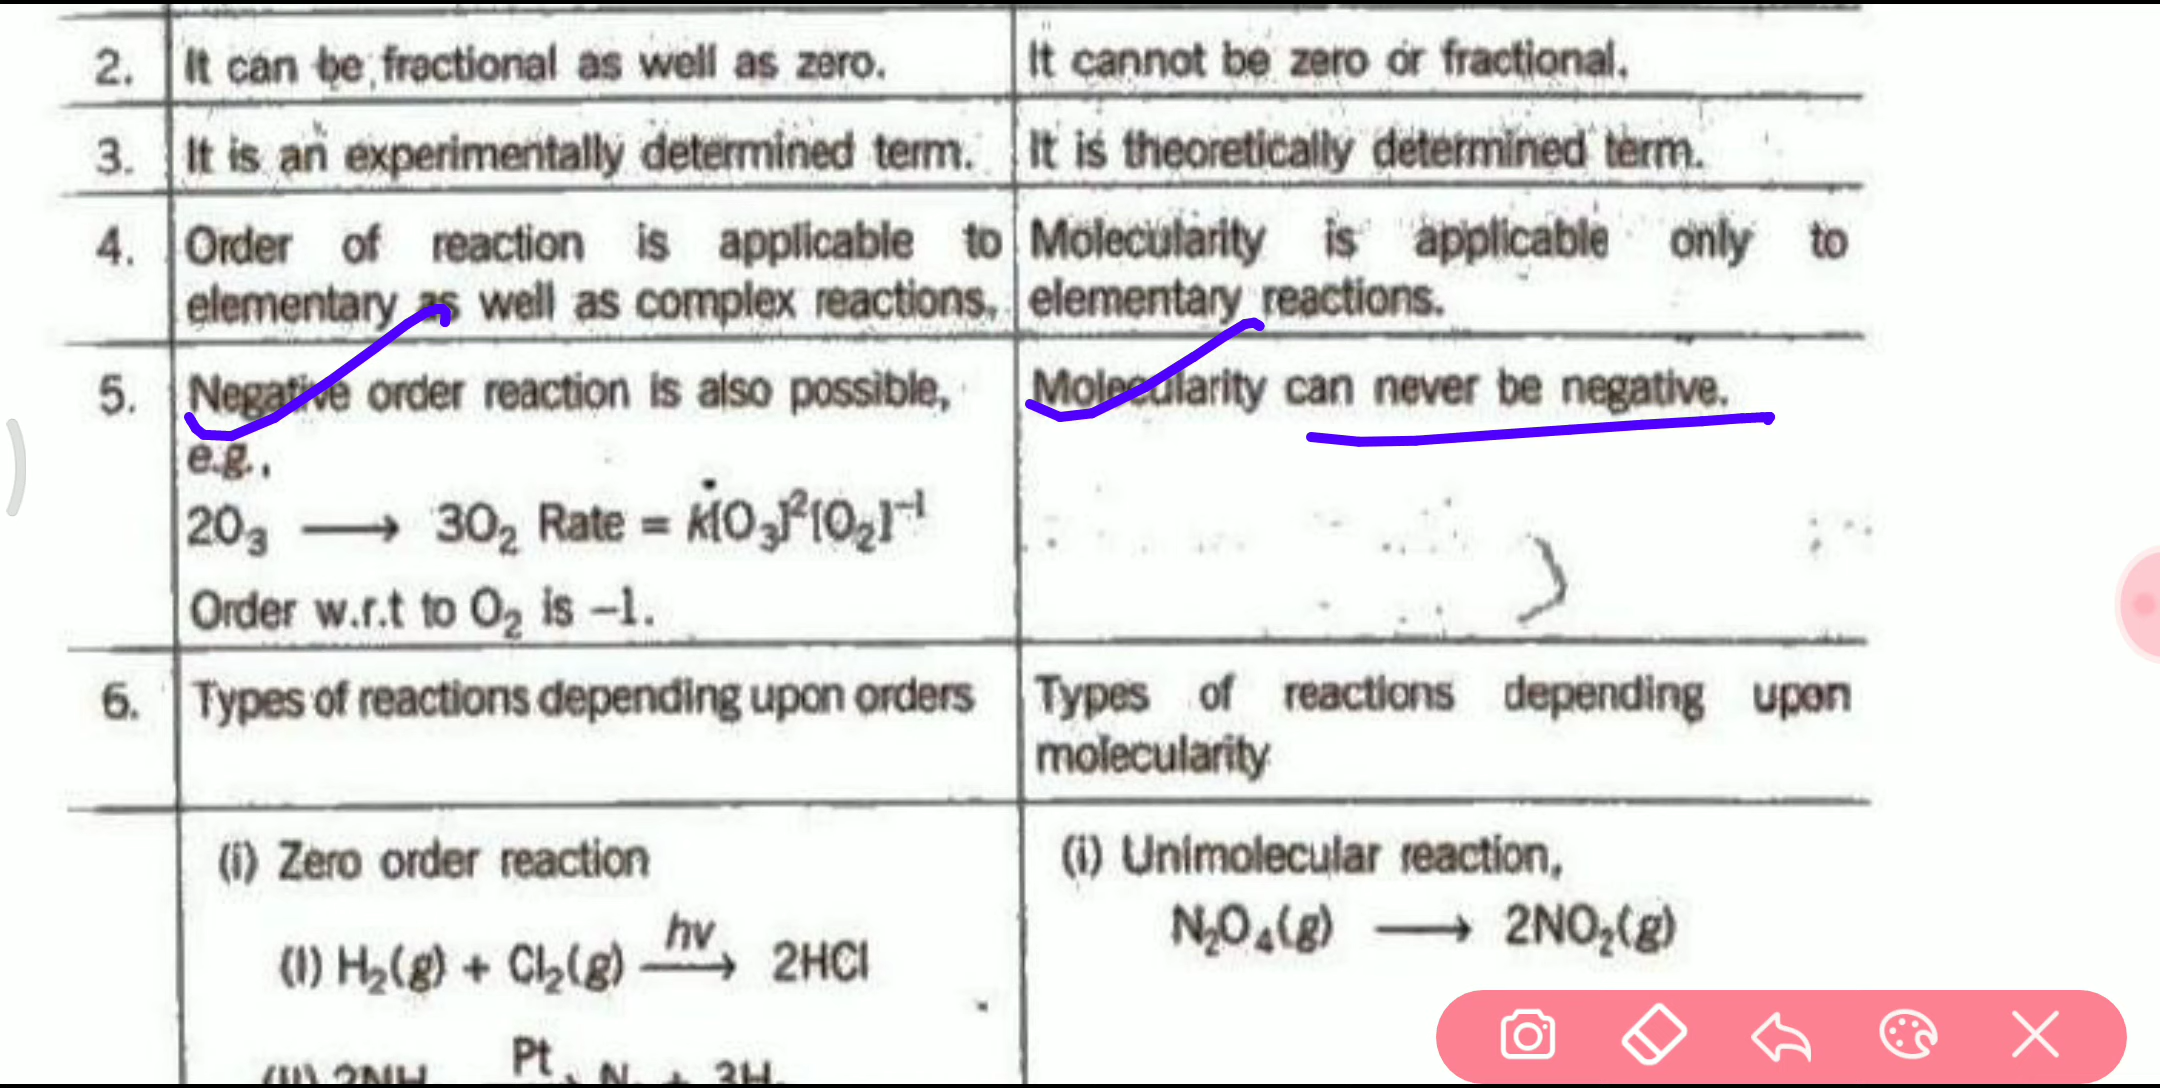 2. It can be fractional as well as zero. It cannot be zero or fractional.
3. It is an experimentally determined term. It is theoretically determined term.
4. Order of reaction is applicable to Molecularity is applicable only to
elementary as well as complex reactions, elementary reactions.
5. Negative order reaction is also possible, Molecularity can never be negative.
e.g.,
2O₃ ⟶ 3O₂ Rate = k[O₃]²[O₂]⁻¹
Order w.r.t to O₂ is –1.
6. Types of reactions depending upon orders Types of reactions depending upon
molecularity
(i) Zero order reaction (i) Unimolecular reaction,
hν
(I) H₂(g) + Cl₂(g) ⟶ 2HCl N₂O₄(g) ⟶ 2NO₂(g)
Pt